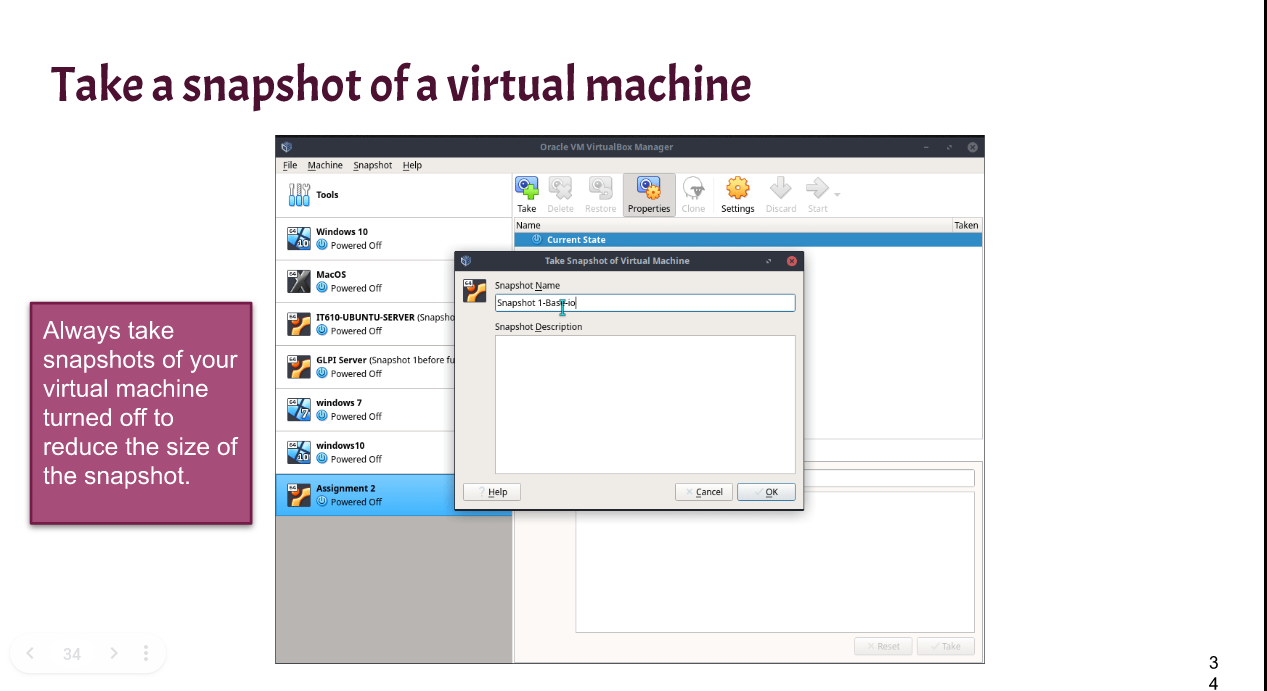 Take a snapshot of a virtual machine
Oracle VM VirtualBox Manager
File Machine Snapshot Help
Tools
Take Delete Restore Properties Clone Settings Discard Start
Name Taken
Current State
Windows 10
Powered Off
MacOS
Powered Off
IT610-UBUNTU-SERVER (Snapsho
Powered Off
GLPI Server (Snapshot 1before fu
Powered Off
windows 7
Powered Off
windows10
Powered Off
Assignment 2
Powered Off
Take Snapshot of Virtual Machine
Snapshot Name
Snapshot 1-Bast-io
Snapshot Description
Help Cancel OK
Reset Take
Always take
snapshots of your
virtual machine
turned off to
reduce the size of
the snapshot.
34
3
4